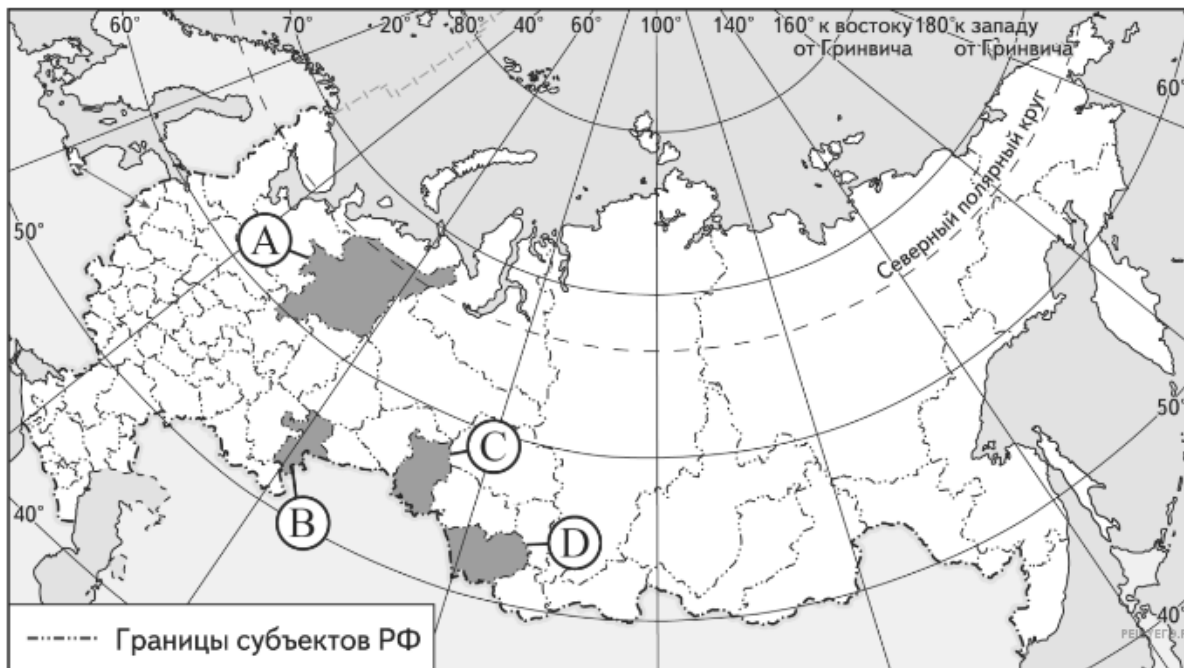 60° 70° 80° 60° 100° 140° 160° к востоку 180° к западу
от Гринвича от Гринвича
40°
60°
Северный полярный круг
50°
A
50°
C
40°
B
D
40°
Границы субъектов РФ